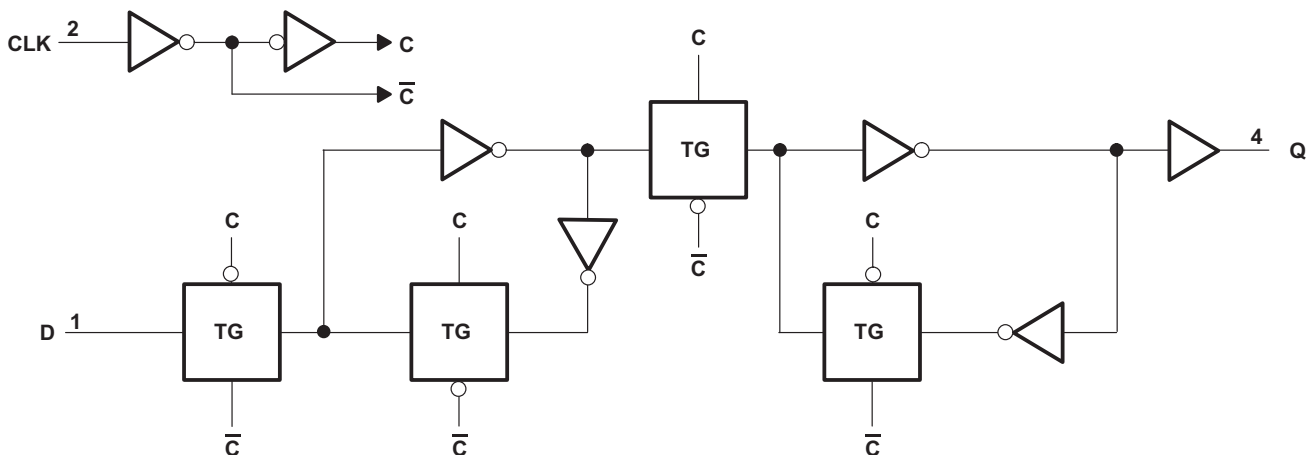 CLK 2 C
C̅
C
TG 4 Q
C C C̅ C
D 1 TG TG TG
C̅ C̅ C̅